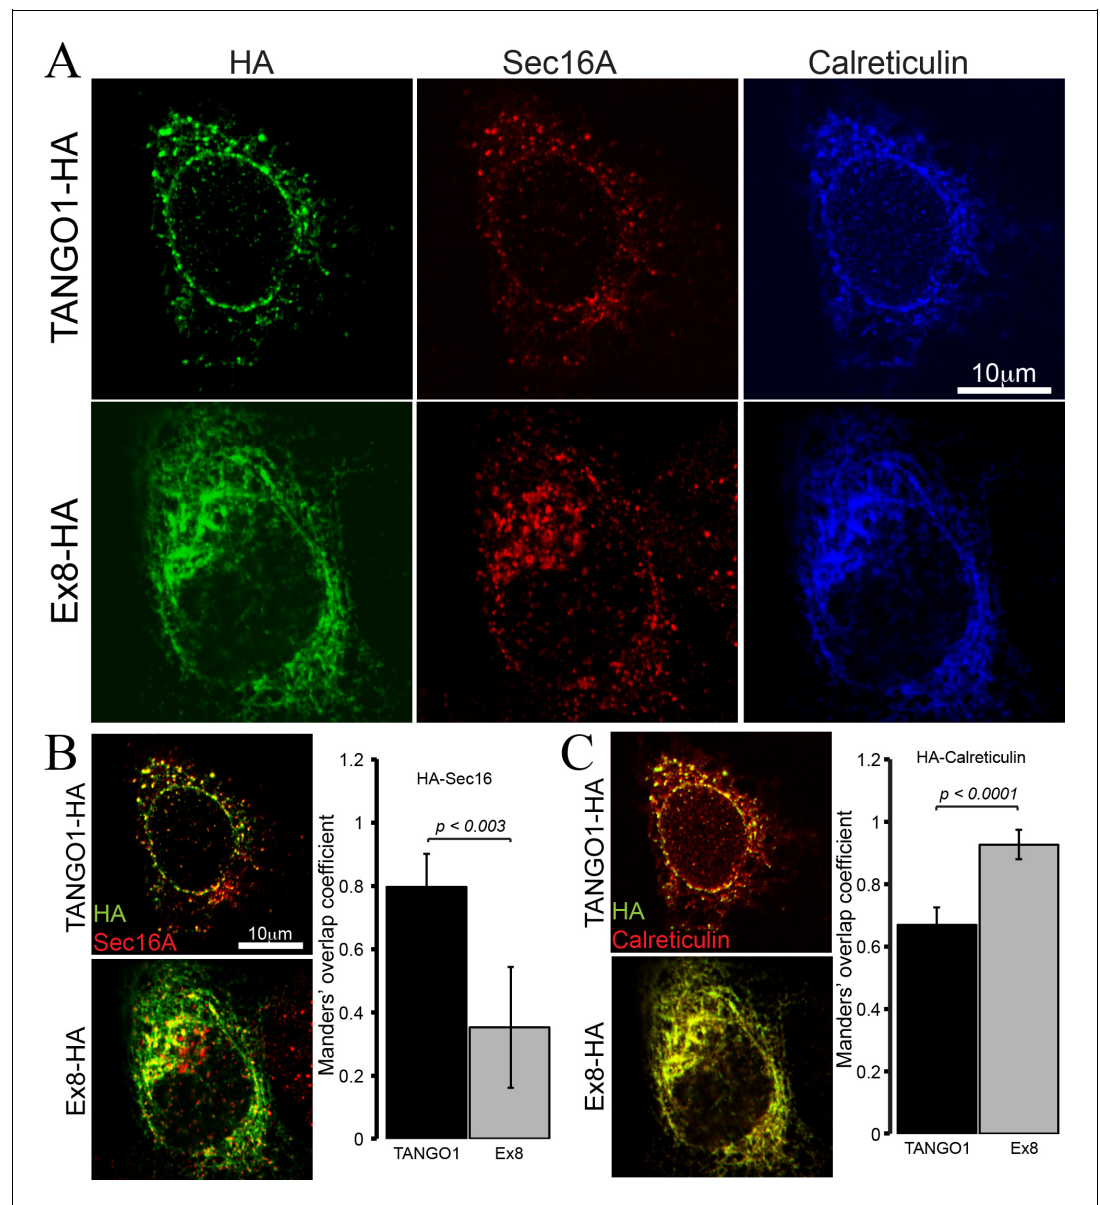 A
HA
Sec16A
Calreticulin
TANGO1-HA
10μm
Ex8-HA
B
TANGO1-HA
HA
Sec16A
10μm
Ex8-HA
HA-Sec16
p < 0.003
Manders' overlap coefficient
1.2
1
0.8
0.6
0.4
0.2
0
TANGO1
Ex8
C
TANGO1-HA
HA
Calreticulin
Ex8-HA
HA-Calreticulin
p < 0.0001
Manders' overlap coefficient
1.2
1
0.8
0.6
0.4
0.2
0
TANGO1
Ex8